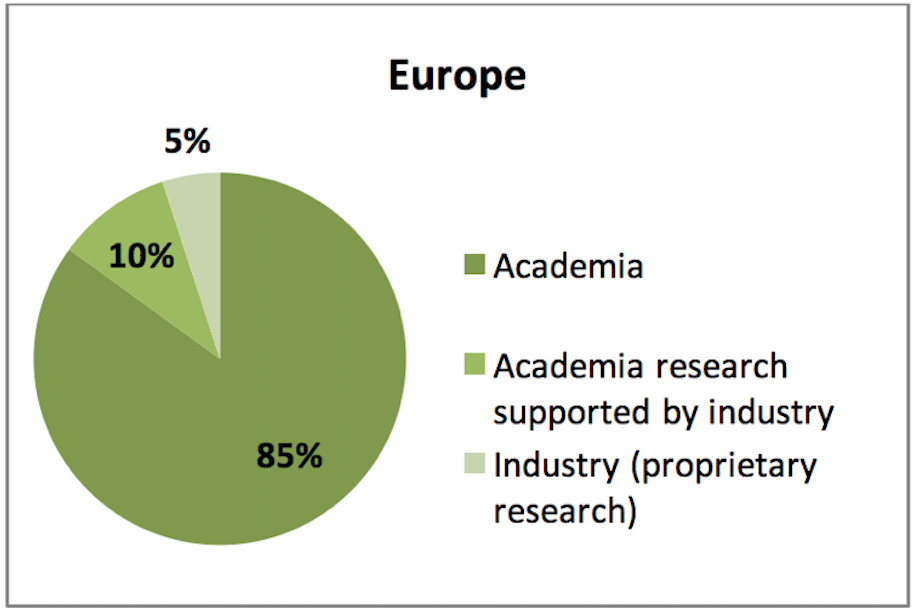 Europe
5%
10%
85%
Academia
Academia research
supported by industry
Industry (proprietary
research)